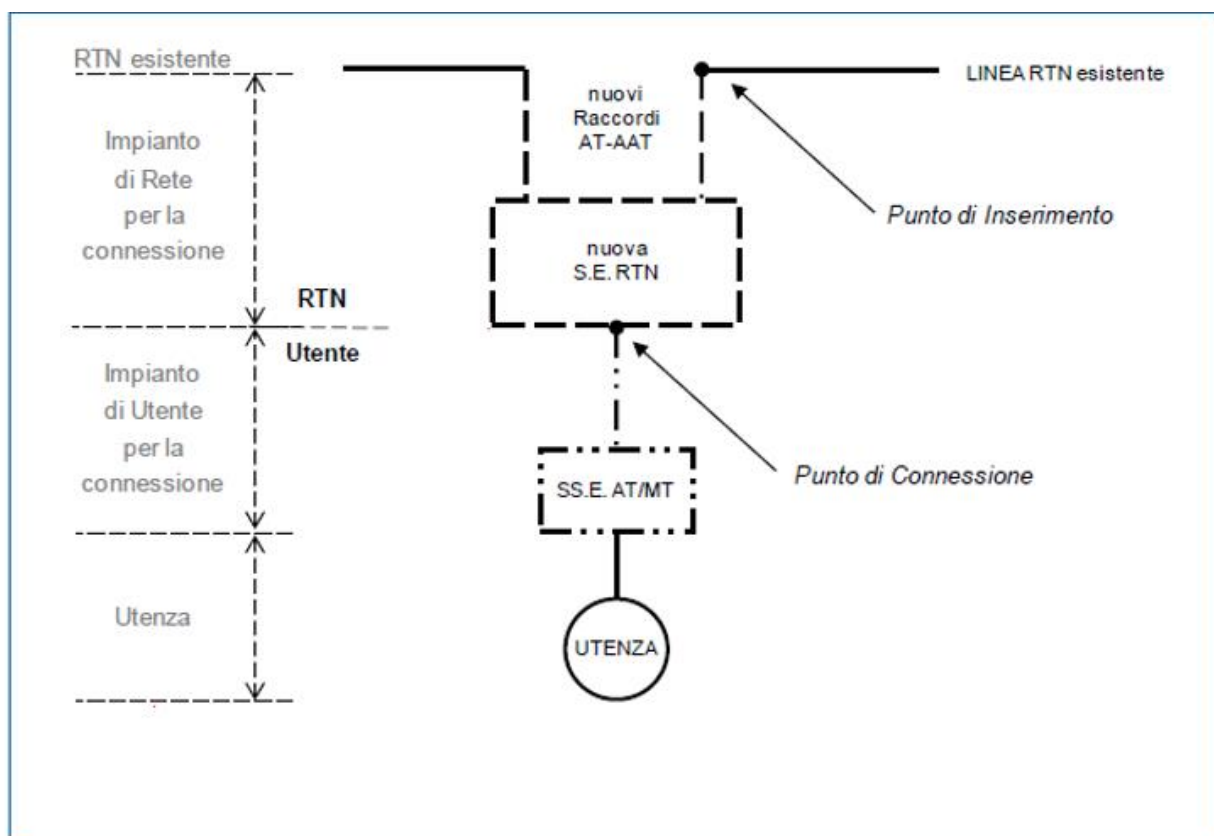 RTN esistente
LINEA RTN esistente
nuovi
Raccordi
AT-AAT
Impianto
di Rete
per la
connessione
Punto di Inserimento
nuova
S.E. RTN
RTN
Utente
Impianto
di Utente
per la
connessione
Punto di Connessione
SS.E. AT/MT
Utenza
UTENZA